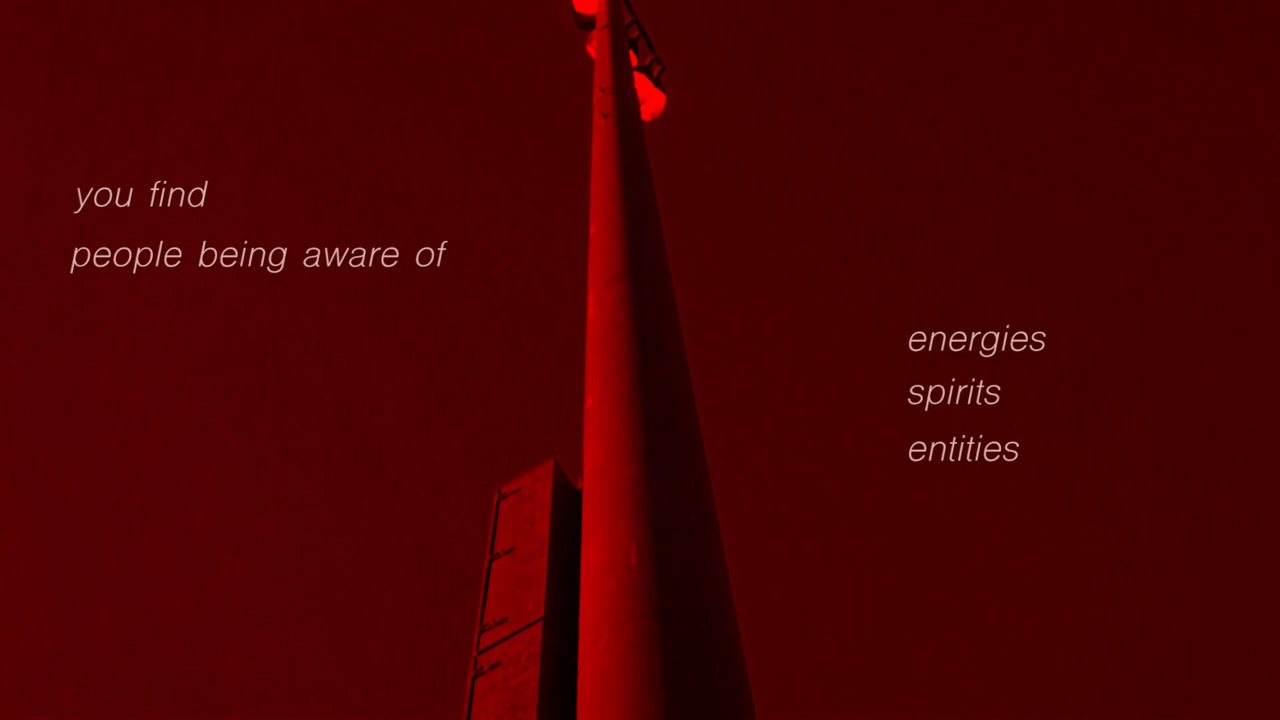 you find
people being aware of
energies
spirits
entities